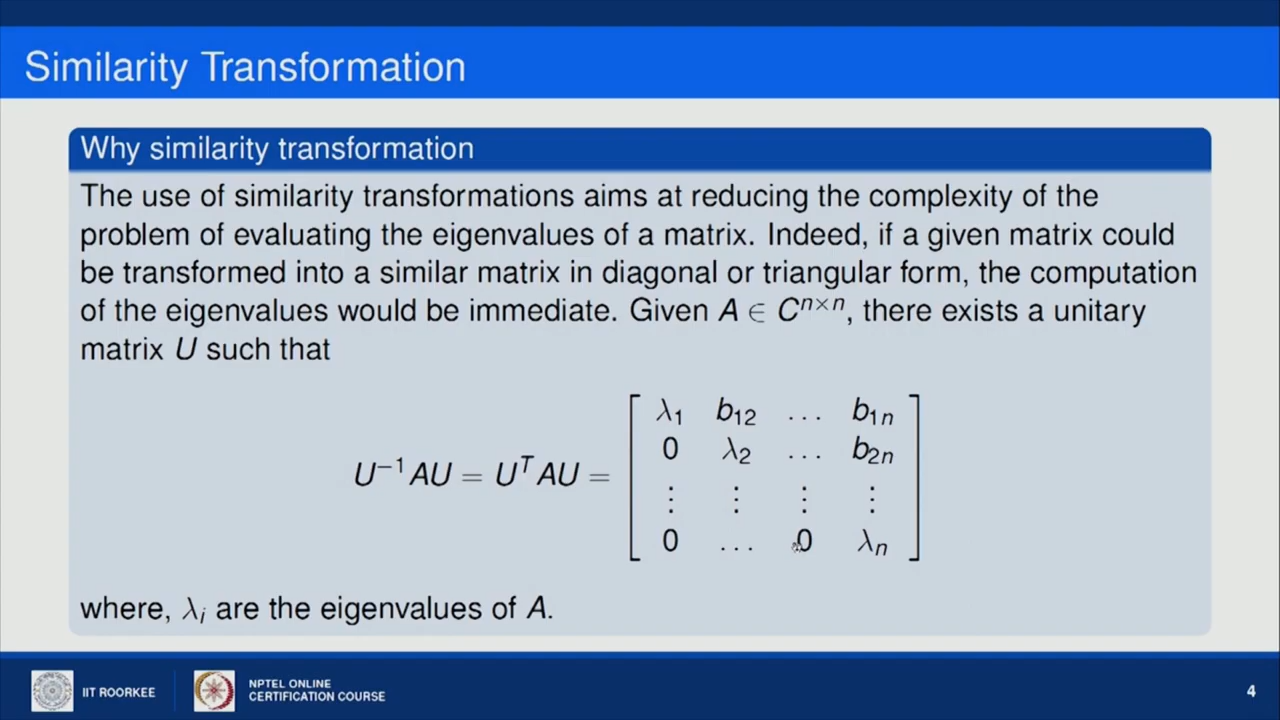 Similarity Transformation
Why similarity transformation
The use of similarity transformations aims at reducing the complexity of the
problem of evaluating the eigenvalues of a matrix. Indeed, if a given matrix could
be transformed into a similar matrix in diagonal or triangular form, the computation
of the eigenvalues would be immediate. Given A ∈ Cⁿˣⁿ, there exists a unitary
matrix U such that
λ₁ b₁₂ … b₁ₙ
0 λ₂ … b₂ₙ
U⁻¹AU = UᵀAU =
⋮ ⋮ ⋮ ⋮
0 … 0 λₙ
where, λᵢ are the eigenvalues of A.
IIT ROORKEE
NPTEL ONLINE
CERTIFICATION COURSE
4